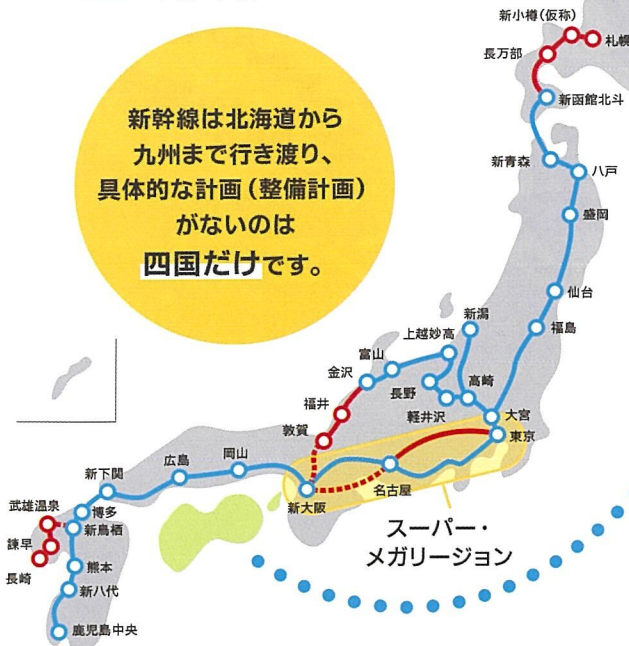 新小樽(仮称)
札幌
長万部
新函館北斗
新青森
八戸
盛岡
仙台
福島
新潟
上越妙高
富山
金沢
長野
高崎
軽井沢
福井
敦賀
大宮
東京
名古屋
新大阪
岡山
広島
新下関
博多
武雄温泉
新鳥栖
諫早
長崎
熊本
新八代
鹿児島中央
新幹線は北海道から
九州まで行き渡り、
具体的な計画(整備計画)
がないのは
四国だけです。
スーパー・
メガリージョン